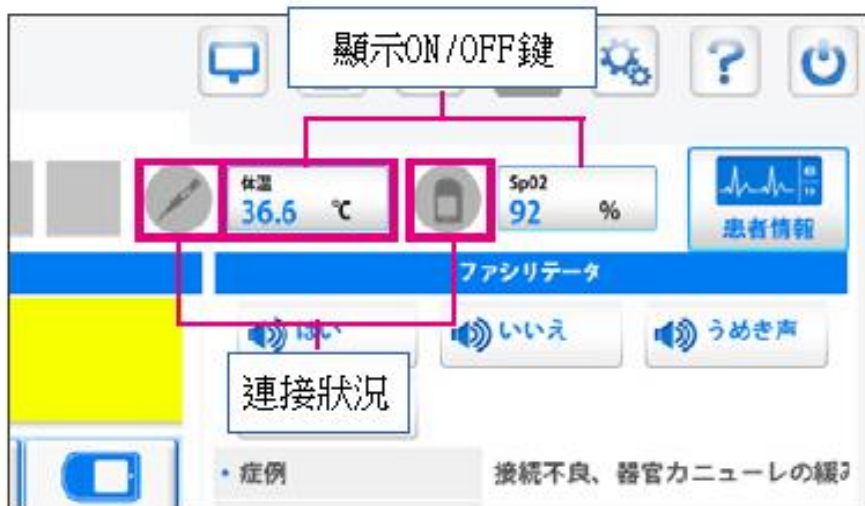 顯示ON/OFF鍵
体温
36.6 ℃
SpO2
92 %
患者情報
ファシリテータ
はい
いいえ
うめき声
連接狀況
・症例
接続不良、器官カニューレの緩み